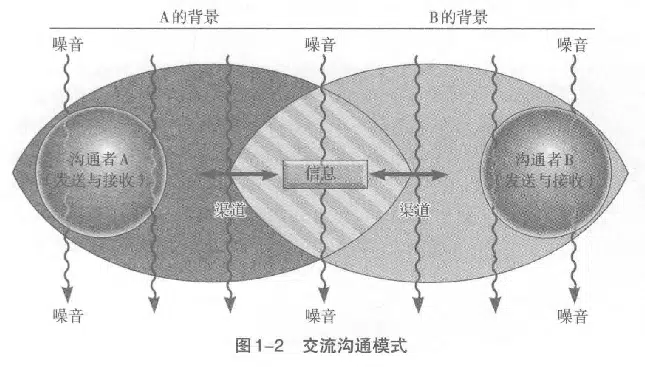 A的背景
B的背景
噪音
噪音
噪音
沟通者A
（发送与接收）
信息
沟通者B
（发送与接收）
渠道
渠道
噪音
噪音
噪音
图1-2 交流沟通模式